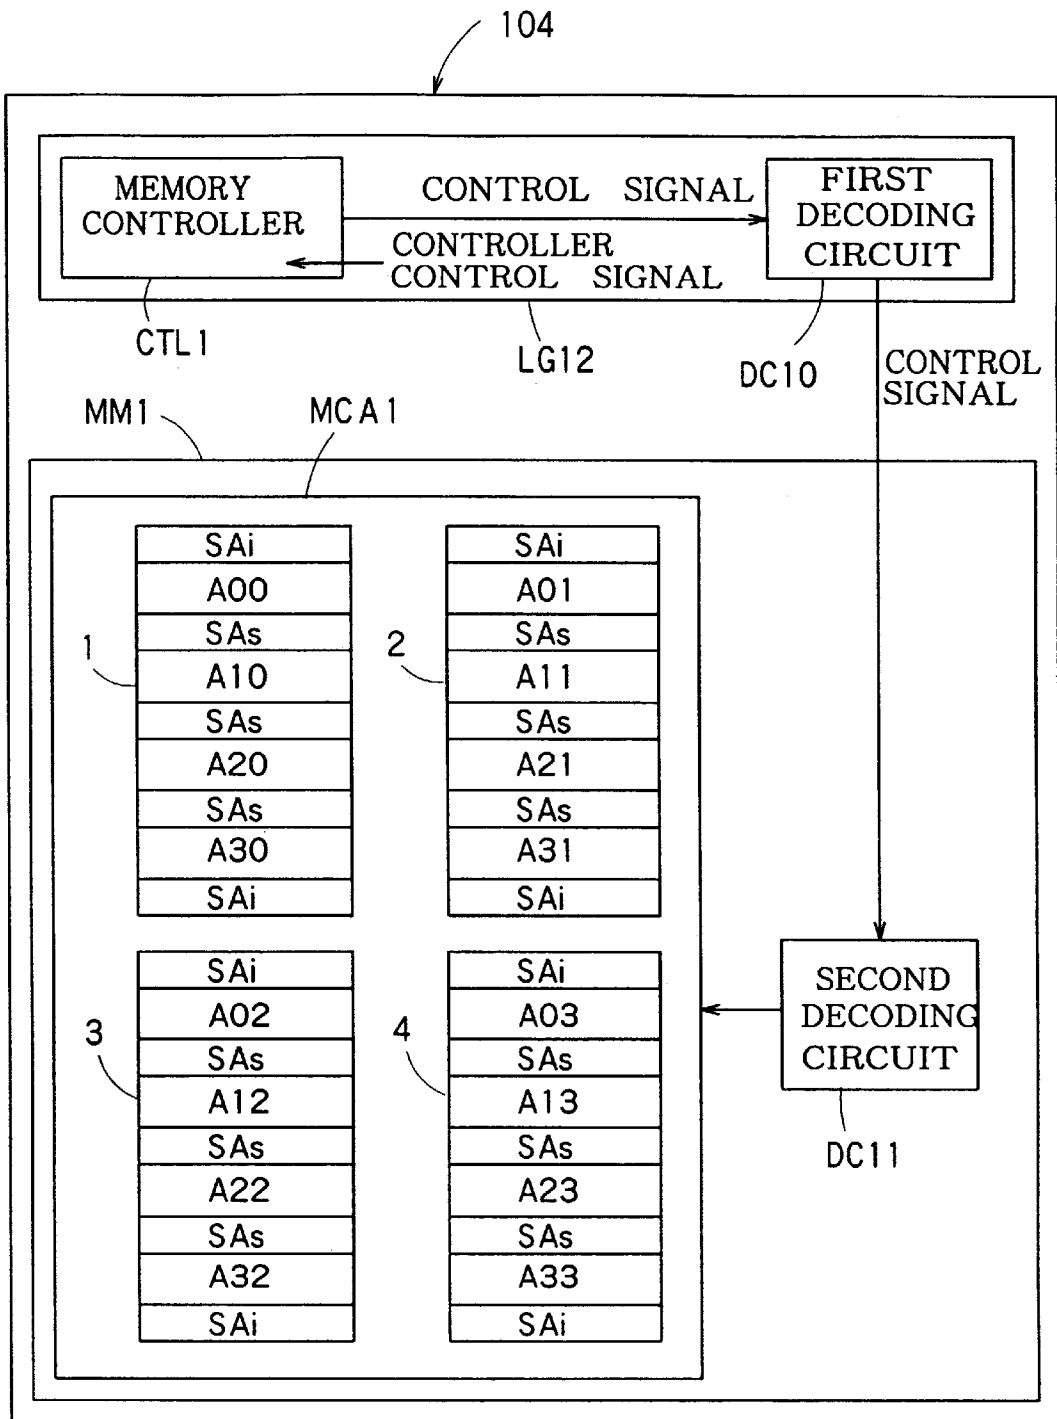 104
MEMORY
CONTROLLER
CONTROL SIGNAL
CONTROLLER
CONTROL SIGNAL
FIRST
DECODING
CIRCUIT
CTL1
LG12
DC10
CONTROL
SIGNAL
MM1
MCA1
1
SAi
A00
SAs
A10
SAs
A20
SAs
A30
SAi
2
SAi
A01
SAs
A11
SAs
A21
SAs
A31
SAi
3
SAi
A02
SAs
A12
SAs
A22
SAs
A32
SAi
4
SAi
A03
SAs
A13
SAs
A23
SAs
A33
SAi
SECOND
DECODING
CIRCUIT
DC11